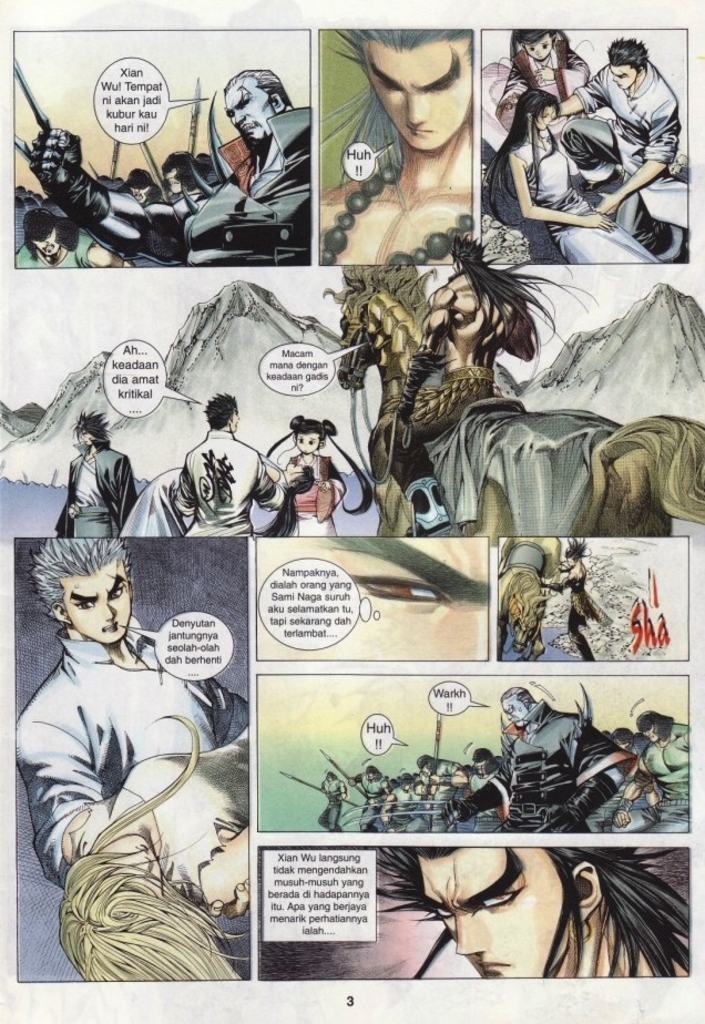 Xian
Wu! Tempat
ni akan jadi
kubur kau
hari ni!
Huh
!!
Ah...
keadaan
dia amat
kritikal
....
Macam
mana dengan
keadaan gadis
ni?
Denyutan
jantungnya
seolah-olah
dah berhenti
....
Nampaknya,
dialah orang yang
Sami Naga suruh
aku selamatkan tu,
tapi sekarang dah
terlambat....
Sha
Huh
!!
Warkh
!!
Xian Wu langsung
tidak mengendahkan
musuh-musuh yang
berada di hadapannya
itu. Apa yang berjaya
menarik perhatiannya
ialah....
3